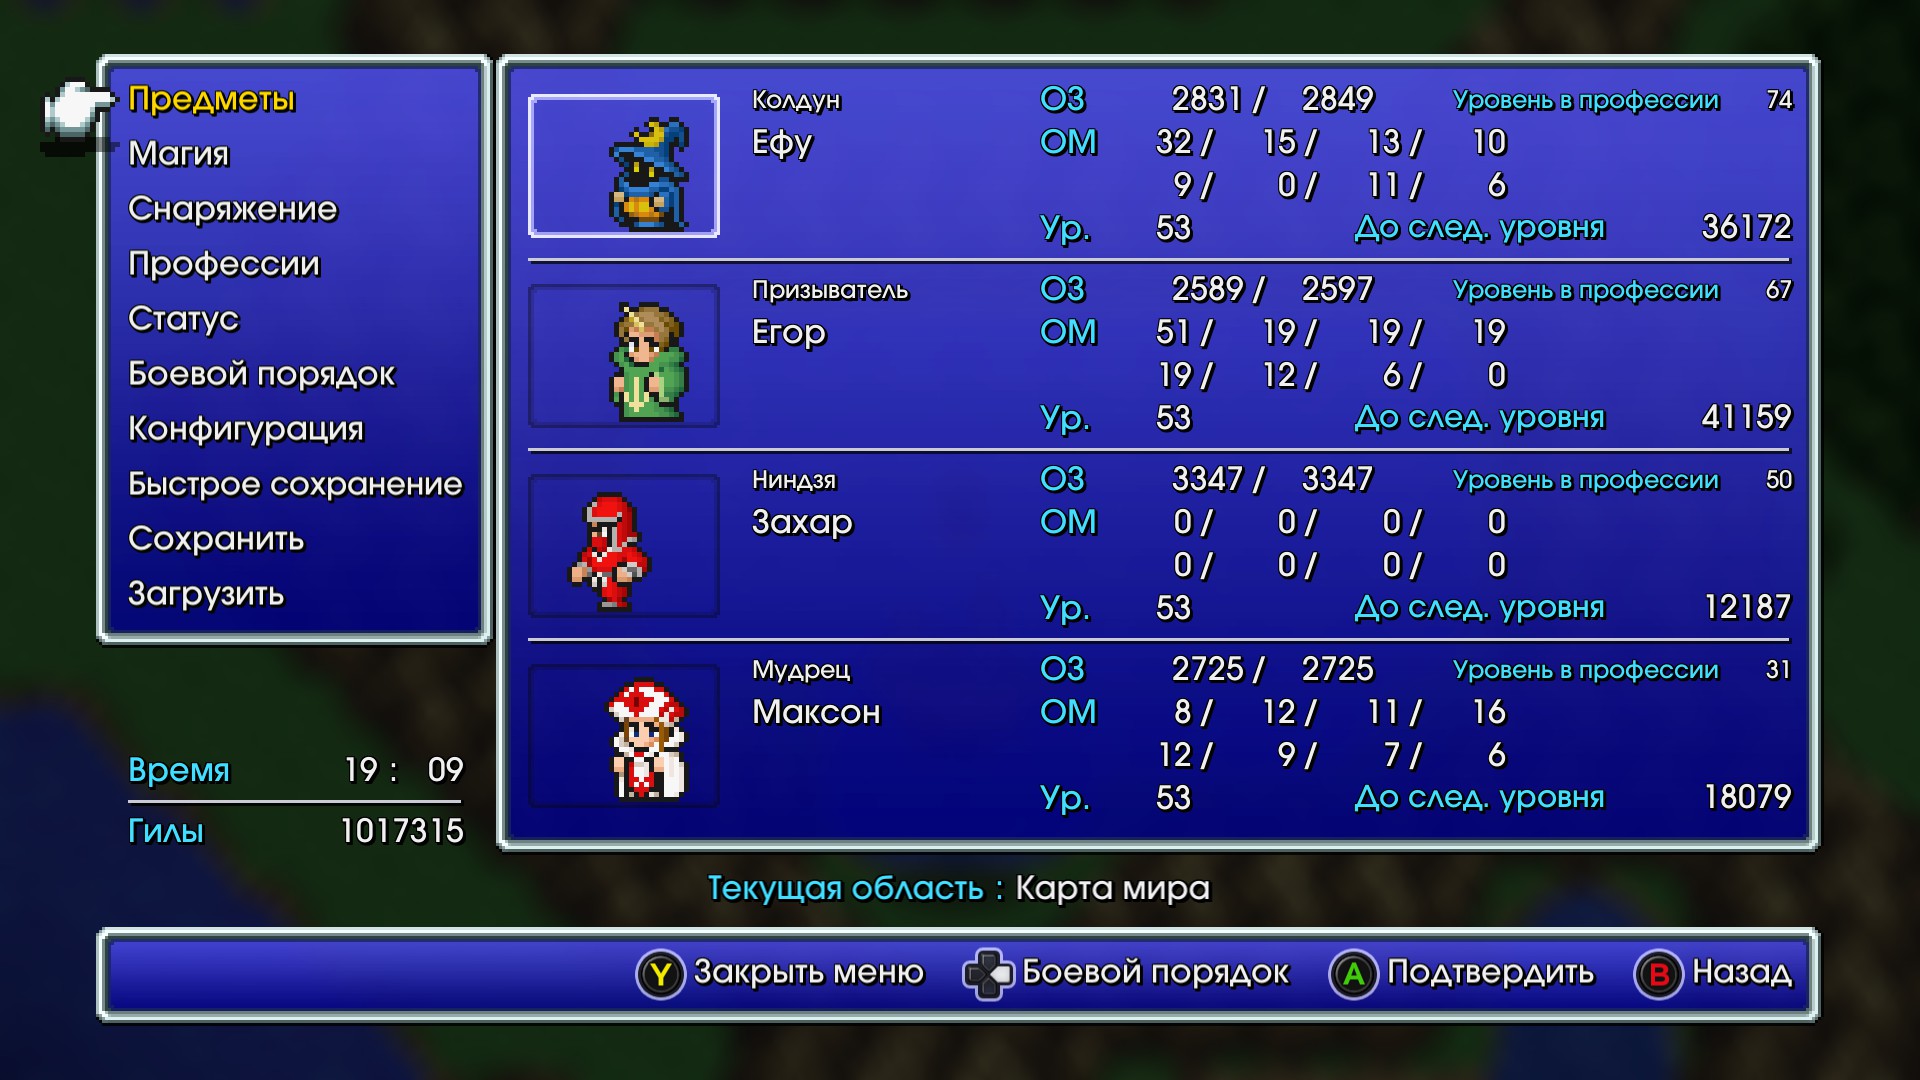 Предметы
Магия
Снаряжение
Профессии
Статус
Боевой порядок
Конфигурация
Быстрое сохранение
Сохранить
Загрузить
Время 19 : 09
Гилы 1017315
Колдун ОЗ 2831 / 2849 Уровень в профессии 74
Ефу ОМ 32 / 15 / 13 / 10
9 / 0 / 11 / 6
Ур. 53 До след. уровня 36172
Призыватель ОЗ 2589 / 2597 Уровень в профессии 67
Егор ОМ 51 / 19 / 19 / 19
19 / 12 / 6 / 0
Ур. 53 До след. уровня 41159
Ниндзя ОЗ 3347 / 3347 Уровень в профессии 50
Захар ОМ 0 / 0 / 0 / 0
0 / 0 / 0 / 0
Ур. 53 До след. уровня 12187
Мудрец ОЗ 2725 / 2725 Уровень в профессии 31
Максон ОМ 8 / 12 / 11 / 16
12 / 9 / 7 / 6
Ур. 53 До след. уровня 18079
Текущая область : Карта мира
Y Закрыть меню Боевой порядок A Подтвердить B Назад